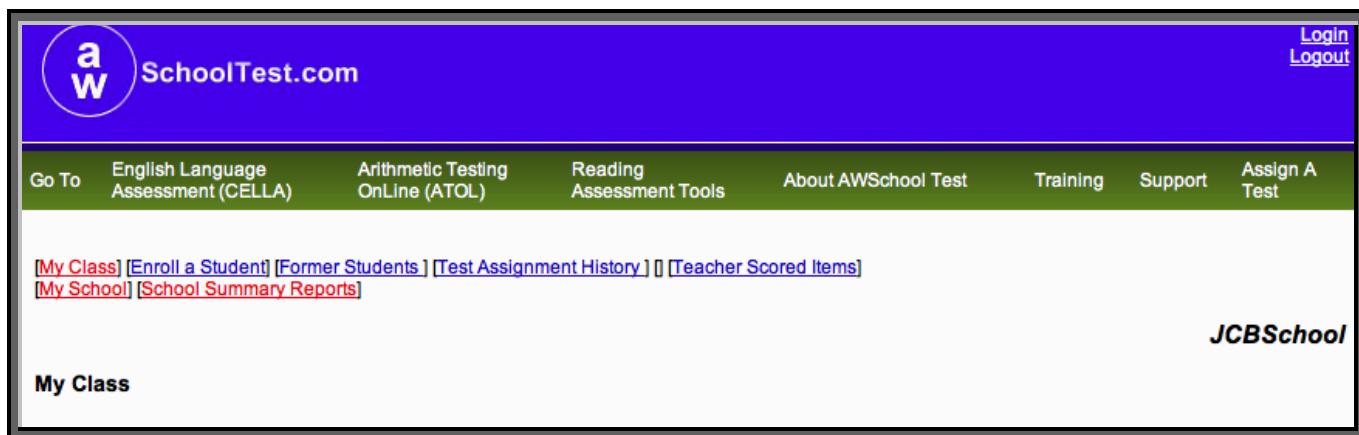 Login
Logout
aw SchoolTest.com
Go To
English Language
Assessment (CELLA)
Arithmetic Testing
OnLine (ATOL)
Reading
Assessment Tools
About AWSchool Test
Training
Support
Assign A
Test
[My Class] [Enroll a Student] [Former Students ] [Test Assignment History ] [] [Teacher Scored Items]
[My School] [School Summary Reports]
JCBSchool
My Class